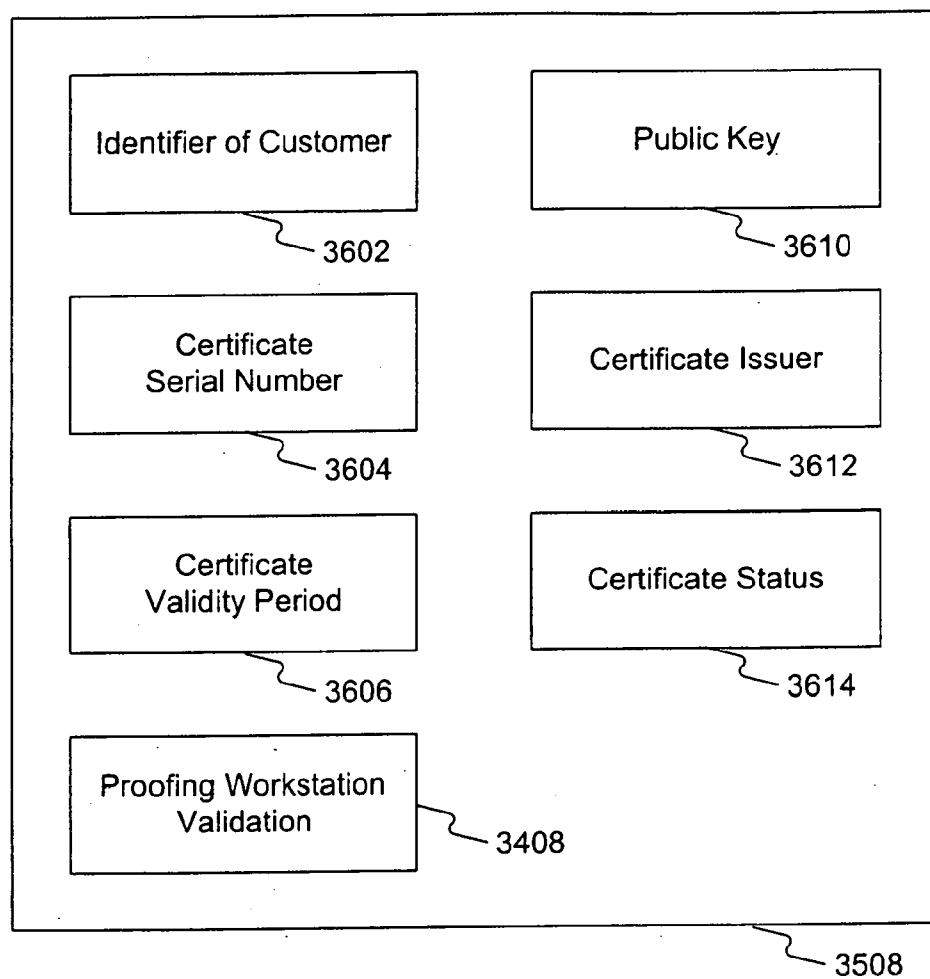 Identifier of Customer
3602
Public Key
3610
Certificate
Serial Number
3604
Certificate Issuer
3612
Certificate
Validity Period
3606
Certificate Status
3614
Proofing Workstation
Validation
3408
3508